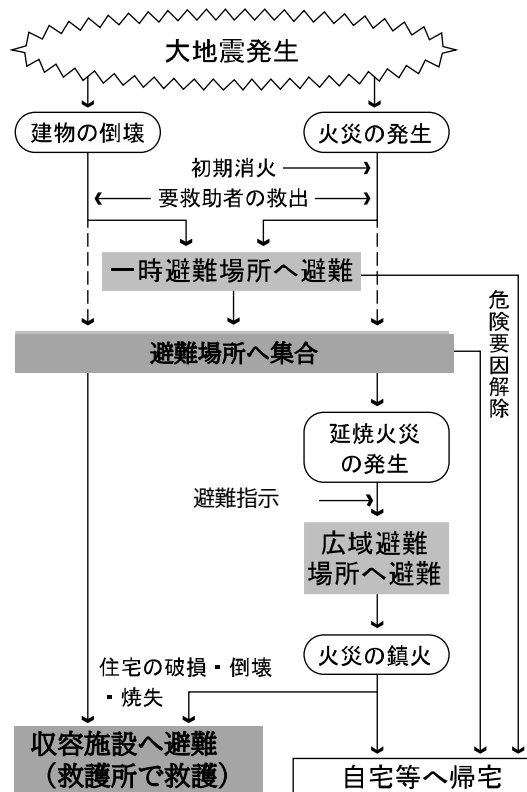 大地震発生
建物の倒壊
火災の発生
初期消火
要救助者の救出
一時避難場所へ避難
危険要因解除
避難場所へ集合
延焼火災
の発生
避難指示
広域避難
場所へ避難
火災の鎮火
住宅の破損・倒壊
・焼失
収容施設へ避難
（救護所で救護）
自宅等へ帰宅